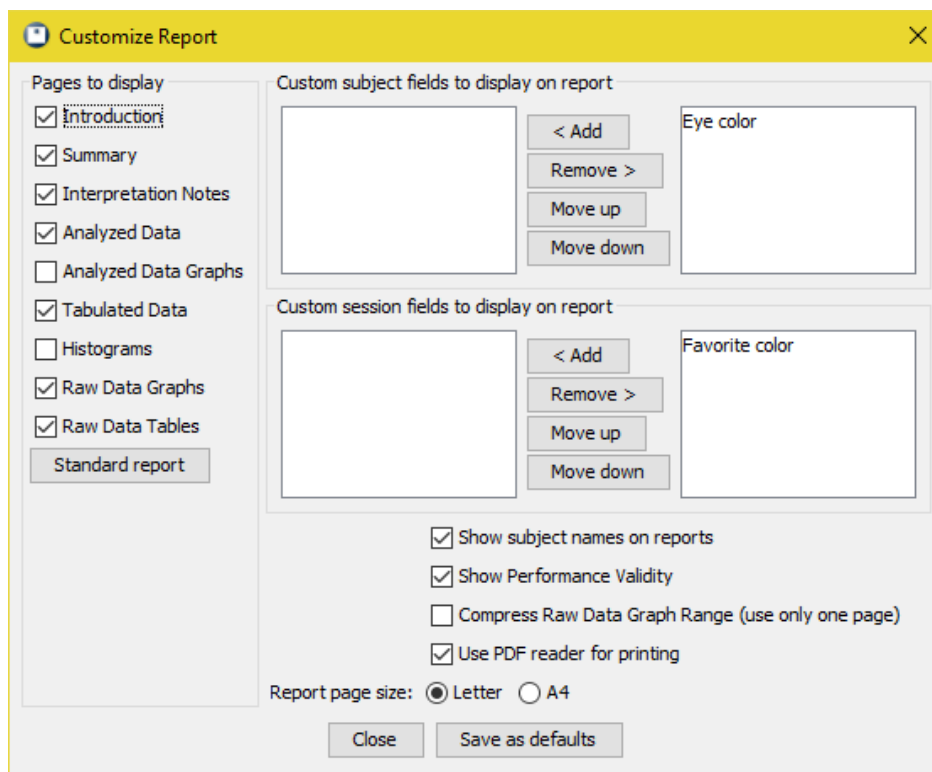 Customize Report
Pages to display
Introduction
Summary
Interpretation Notes
Analyzed Data
Analyzed Data Graphs
Tabulated Data
Histograms
Raw Data Graphs
Raw Data Tables
Standard report
Custom subject fields to display on report
< Add
Remove >
Move up
Move down
Eye color
Custom session fields to display on report
< Add
Remove >
Move up
Move down
Favorite color
Show subject names on reports
Show Performance Validity
Compress Raw Data Graph Range (use only one page)
Use PDF reader for printing
Report page size: Letter A4
Close Save as defaults